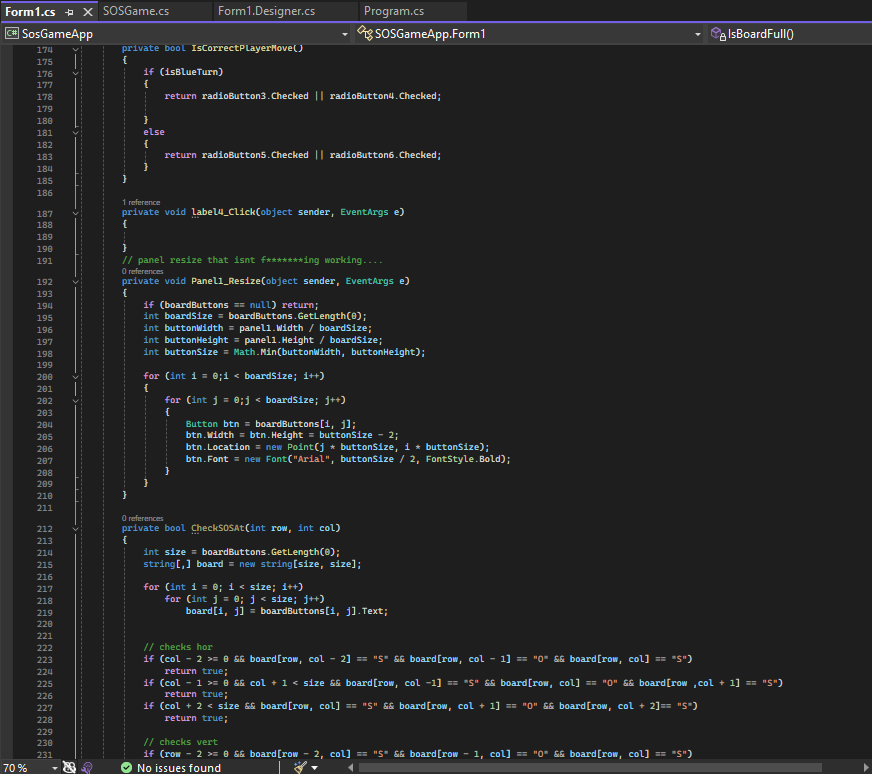 Form1.cs SOSGame.cs Form1.Designer.cs Program.cs
C# SosGameApp SOSGameApp.Form1 IsBoardFull()
174 private bool IsCorrectPlayerMove()
175 {
176 if (isBlueTurn)
177 {
178 return radioButton3.Checked || radioButton4.Checked;
179
180 }
181 else
182 {
183 return radioButton5.Checked || radioButton6.Checked;
184 }
185 }
186
1 reference
187 private void label4_Click(object sender, EventArgs e)
188 {
189
190 }
191 // panel resize that isnt f*******ing working....
0 references
192 private void Panel1_Resize(object sender, EventArgs e)
193 {
194 if (boardButtons == null) return;
195 int boardSize = boardButtons.GetLength(0);
196 int buttonWidth = panel1.Width / boardSize;
197 int buttonHeight = panel1.Height / boardSize;
198 int buttonSize = Math.Min(buttonWidth, buttonHeight);
199
200 for (int i = 0;i < boardSize; i++)
201 {
202 for (int j = 0;j < boardSize; j++)
203 {
204 Button btn = boardButtons[i, j];
205 btn.Width = btn.Height = buttonSize - 2;
206 btn.Location = new Point(j * buttonSize, i * buttonSize);
207 btn.Font = new Font("Arial", buttonSize / 2, FontStyle.Bold);
208 }
209 }
210 }
211
0 references
212 private bool CheckSOSAt(int row, int col)
213 {
214 int size = boardButtons.GetLength(0);
215 string[,] board = new string[size, size];
216
217 for (int i = 0; i < size; i++)
218 for (int j = 0; j < size; j++)
219 board[i, j] = boardButtons[i, j].Text;
220
221
222 // checks hor
223 if (col - 2 >= 0 && board[row, col - 2] == "S" && board[row, col - 1] == "O" && board[row, col] == "S")
224 return true;
225 if (col - 1 >= 0 && col + 1 < size && board[row, col -1] == "S" && board[row, col] == "O" && board[row ,col + 1] == "S")
226 return true;
227 if (col + 2 < size && board[row, col] == "S" && board[row, col + 1] == "O" && board[row, col + 2]== "S")
228 return true;
229
230 // checks vert
231 if (row - 2 >= 0 && board[row - 2, col] == "S" && board[row - 1, col] == "O" && board[row, col] == "S")
70 % No issues found